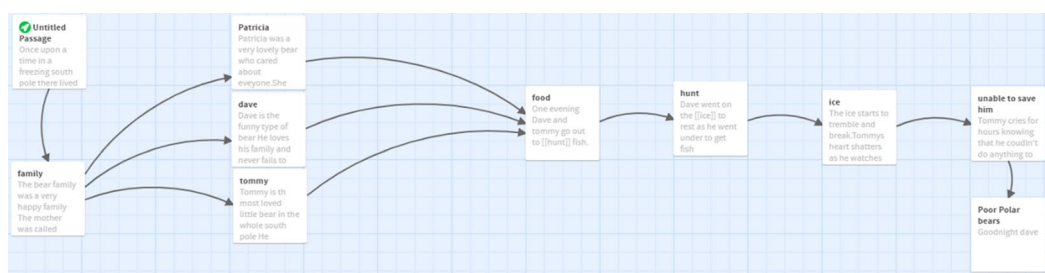 Untitled
Passage
Once upon a
time in a
freezing south
pole there lived
family
The bear family
was a very
happy family
The mother
was called
Patricia
Patricia was a
very lovely bear
who cared
about
eveyone.She
dave
Dave is the
funny type of
bear He loves
his family and
never fails to
tommy
Tommy is th
most loved
little bear in the
whole south
pole He
food
One evening
Dave and
tommy go out
to [[hunt]] fish.
hunt
Dave went on
the [[ice]] to
rest as he went
under to get
fish
ice
The ice starts to
tremble and
break.Tommys
heart shatters
as he watches
unable to save
him
Tommy cries for
hours knowing
that he coudin't
do anything to
Poor Polar
bears
Goodnight dave